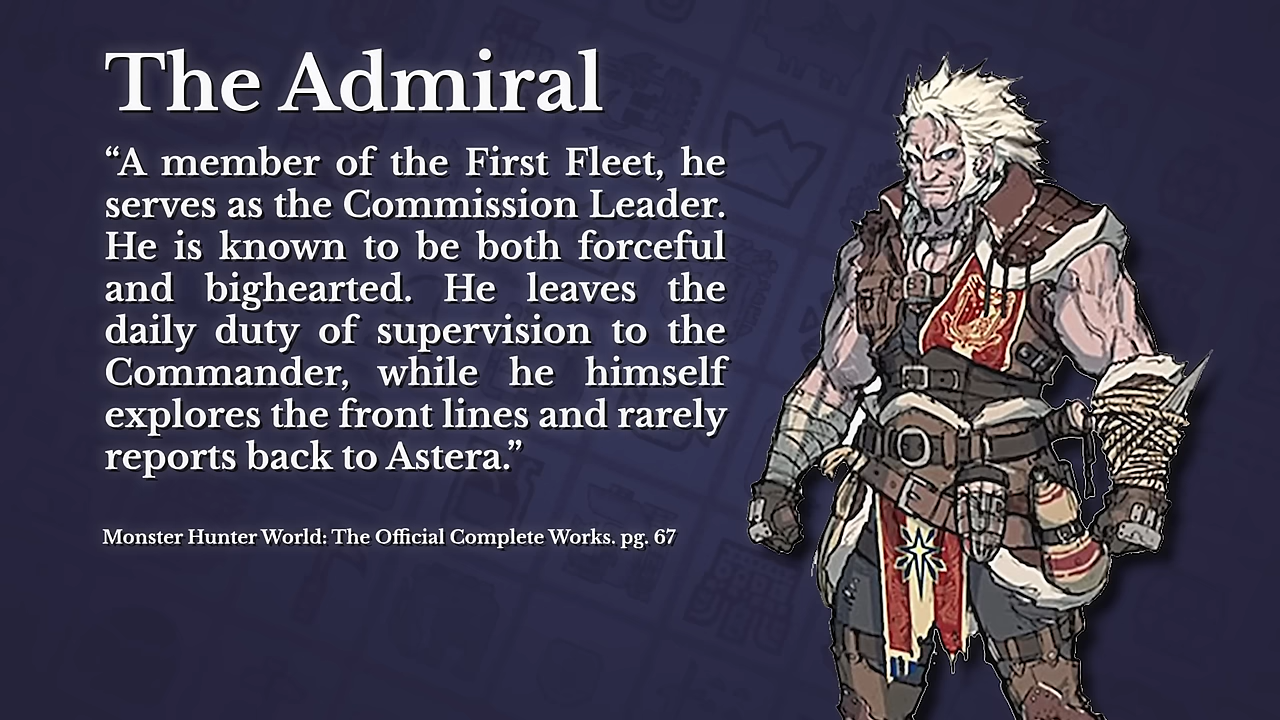 The Admiral
“A member of the First Fleet, he
serves as the Commission Leader.
He is known to be both forceful
and bighearted. He leaves the
daily duty of supervision to the
Commander, while he himself
explores the front lines and rarely
reports back to Astera.”
Monster Hunter World: The Official Complete Works. pg. 67